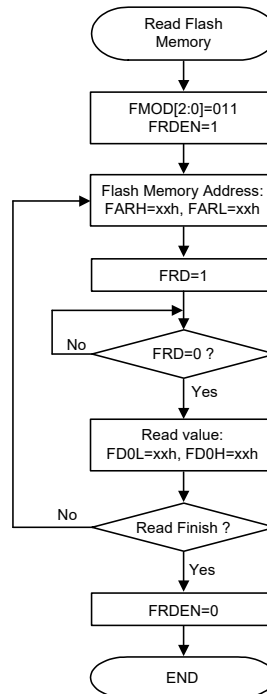 Read Flash
Memory
FMOD[2:0]=011
FRDEN=1
Flash Memory Address:
FARH=xxh, FARL=xxh
FRD=1
FRD=0 ?
No
Yes
Read value:
FD0L=xxh, FD0H=xxh
Read Finish ?
No
Yes
FRDEN=0
END